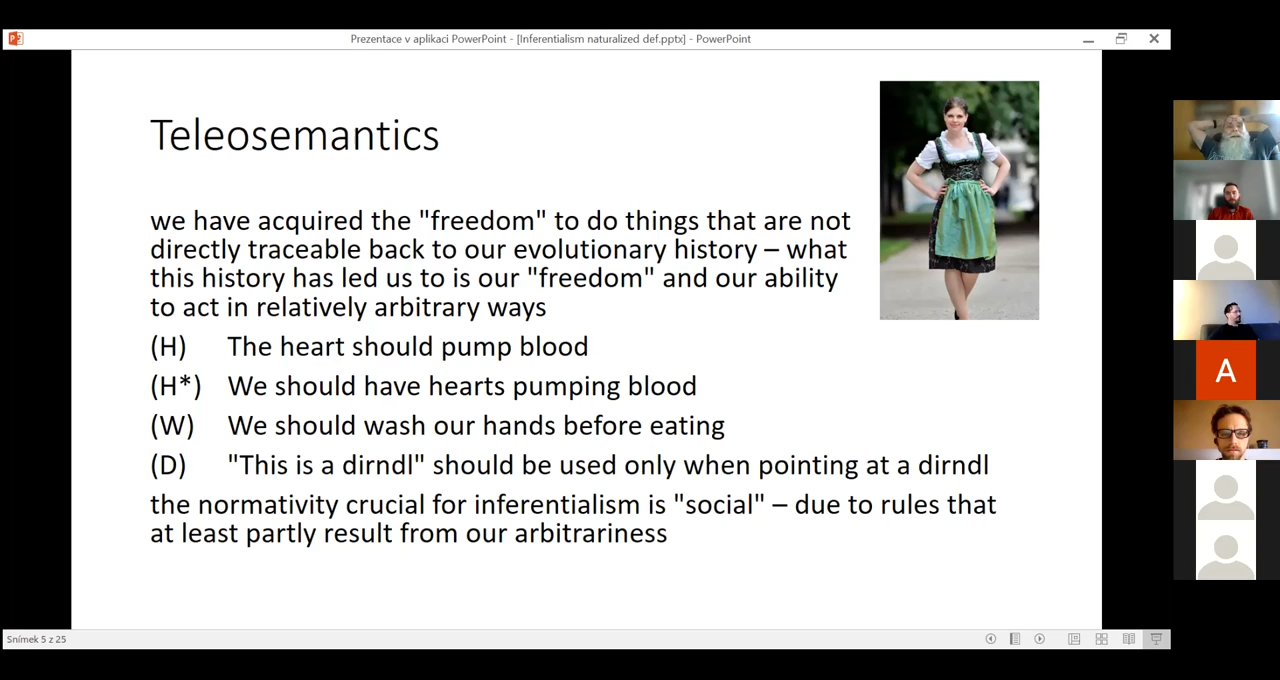 Prezentace v aplikaci PowerPoint - [Inferentialism naturalized def.pptx] - PowerPoint
Teleosemantics
we have acquired the "freedom" to do things that are not
directly traceable back to our evolutionary history – what
this history has led us to is our "freedom" and our ability
to act in relatively arbitrary ways
(H) The heart should pump blood
(H*) We should have hearts pumping blood
(W) We should wash our hands before eating
(D) "This is a dirndl" should be used only when pointing at a dirndl
the normativity crucial for inferentialism is "social" – due to rules that
at least partly result from our arbitrariness
A
Snímek 5 z 25